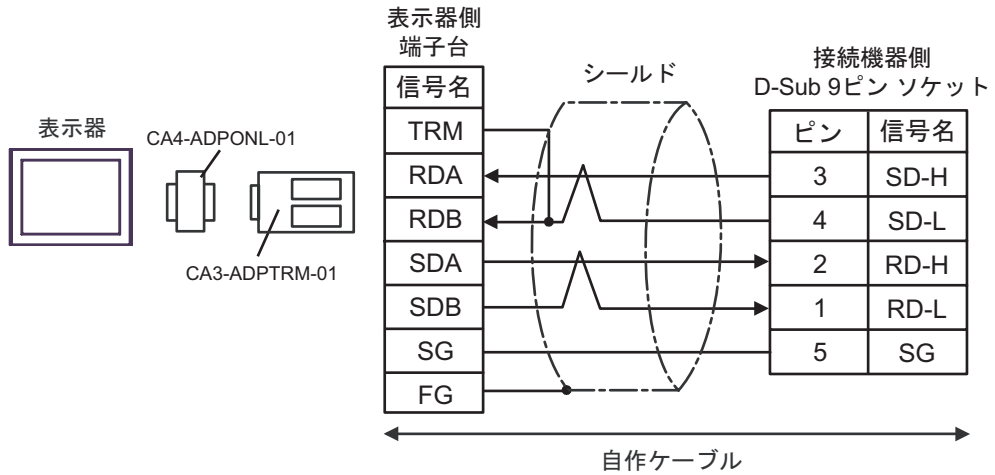 表示器
CA4-ADPONL-01
CA3-ADPTRM-01
表示器側
端子台
信号名
TRM
RDA
RDB
SDA
SDB
SG
FG
シールド
接続機器側
D-Sub 9ピン ソケット
ピン 信号名
3 SD-H
4 SD-L
2 RD-H
1 RD-L
5 SG
自作ケーブル